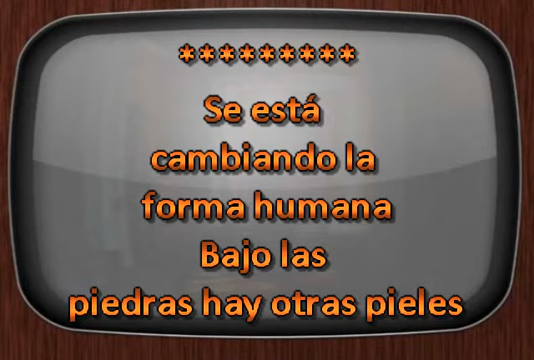 *********
Se está
cambiando la
forma humana
Bajo las
piedras hay otras pieles